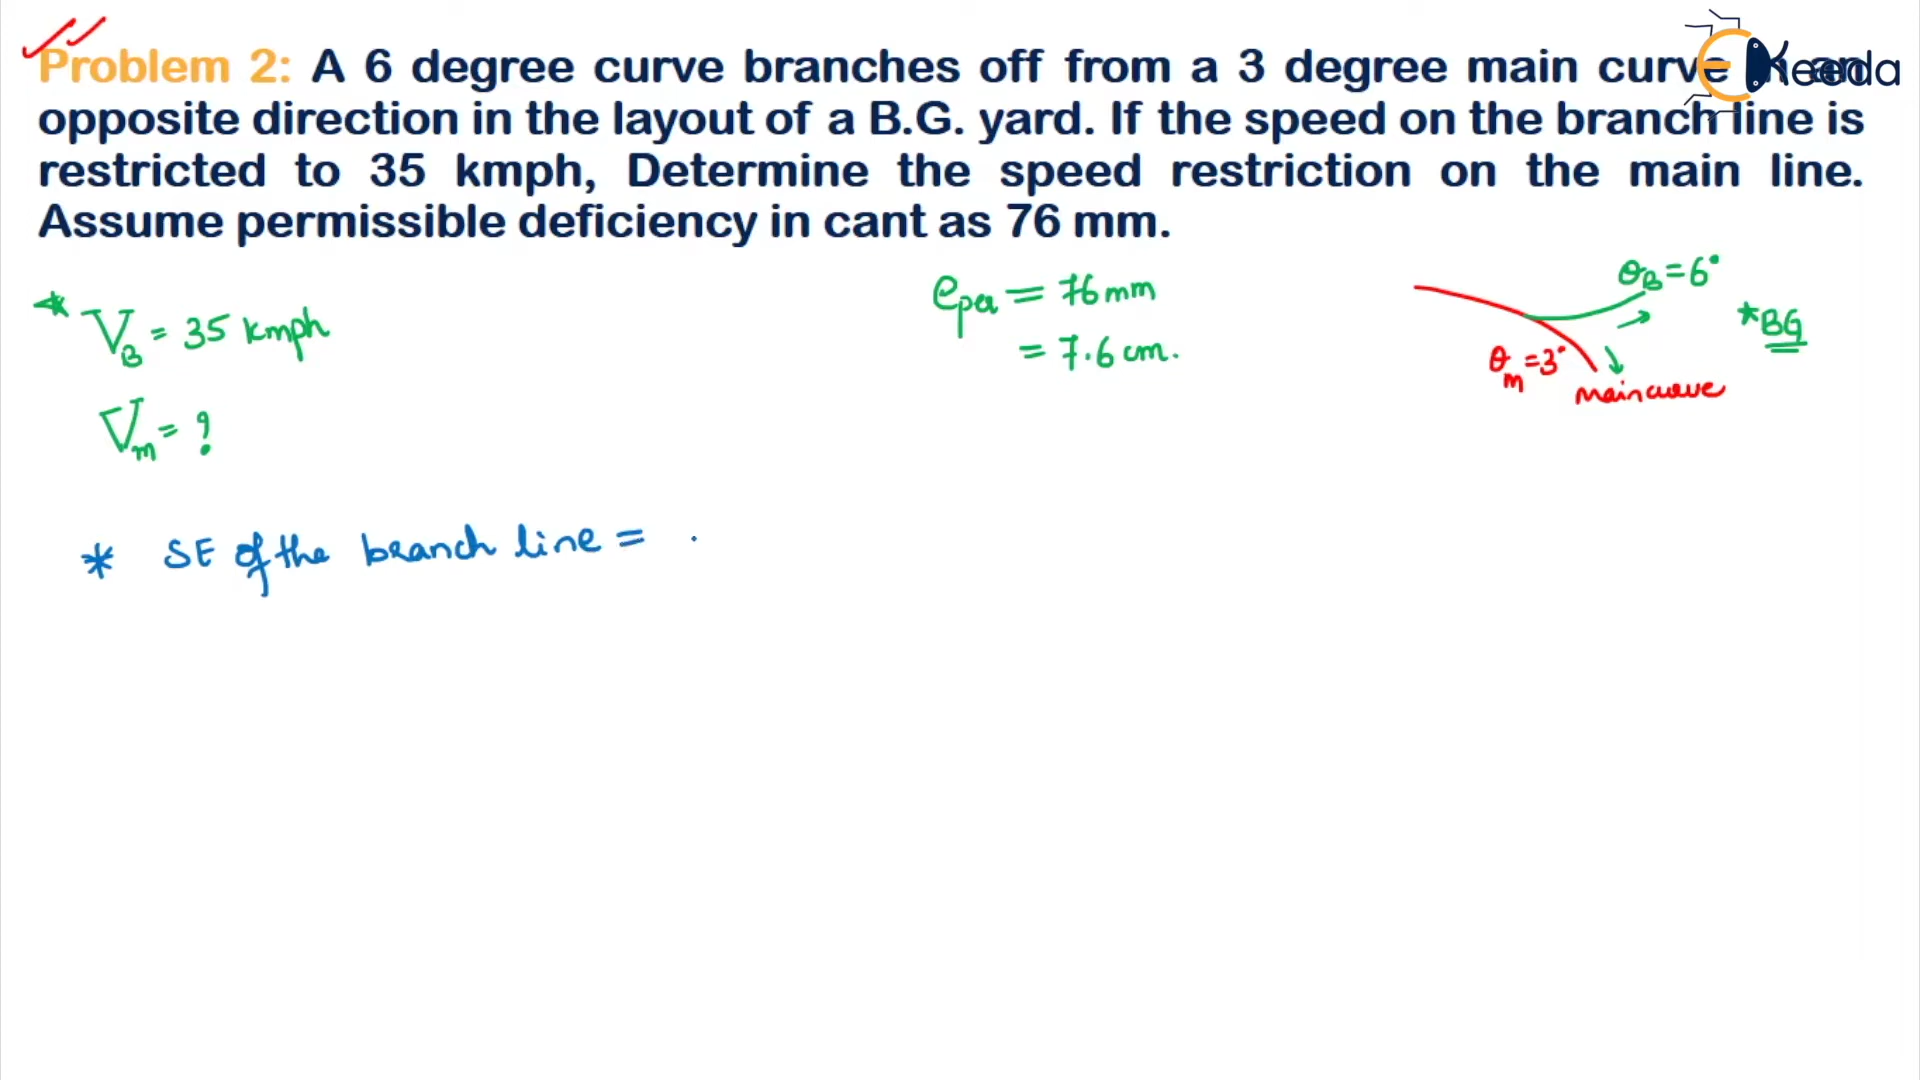 Problem 2: A 6 degree curve branches off from a 3 degree main curve in an
opposite direction in the layout of a B.G. yard. If the speed on the branch line is
restricted to 35 kmph, Determine the speed restriction on the main line.
Assume permissible deficiency in cant as 76 mm.
Keeda
V_B = 35 kmph
V_m = ?
e_per = 76 mm
= 7.6 cm.
θ_B = 6°
* BG
θ_m = 3°
main curve
* SE of the branch line =